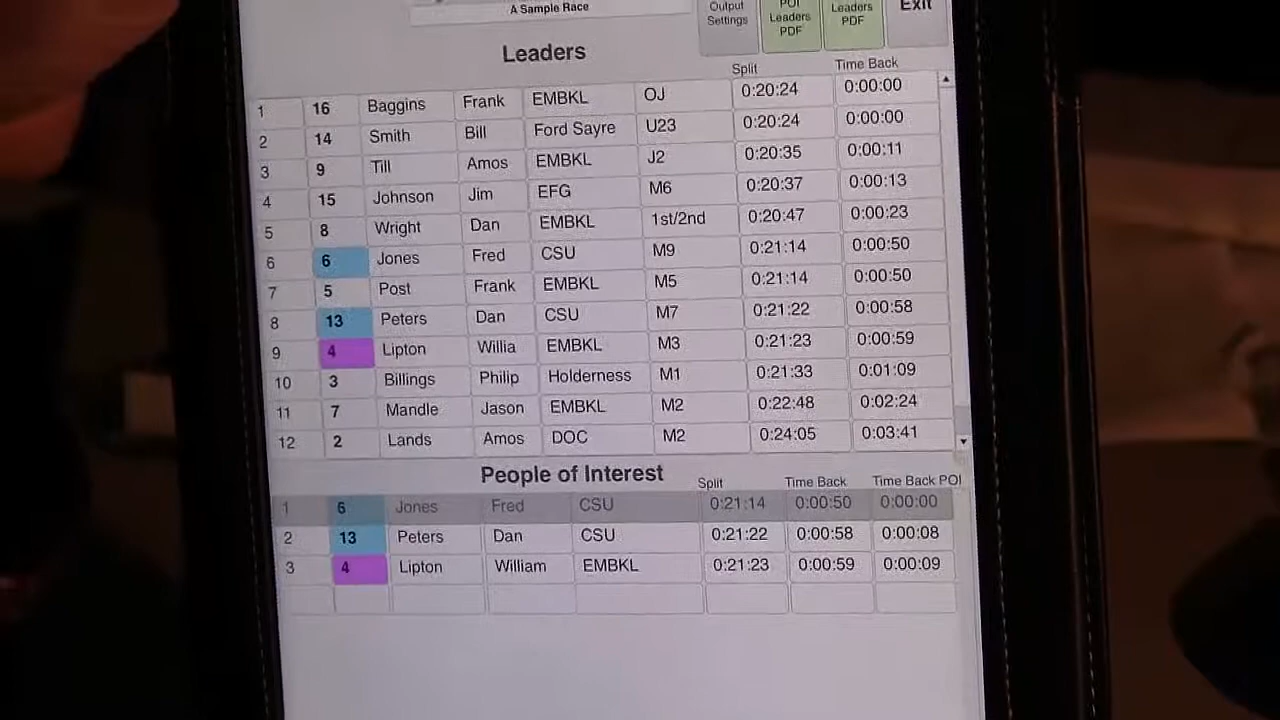 A Sample Race
Output Settings
POI Leaders PDF
Leaders PDF
Exit
Leaders
Split Time Back
1 16 Baggins Frank EMBKL OJ 0:20:24 0:00:00
2 14 Smith Bill Ford Sayre U23 0:20:24 0:00:00
3 9 Till Amos EMBKL J2 0:20:35 0:00:11
4 15 Johnson Jim EFG M6 0:20:37 0:00:13
5 8 Wright Dan EMBKL 1st/2nd 0:20:47 0:00:23
6 6 Jones Fred CSU M9 0:21:14 0:00:50
7 5 Post Frank EMBKL M5 0:21:14 0:00:50
8 13 Peters Dan CSU M7 0:21:22 0:00:58
9 4 Lipton Willia EMBKL M3 0:21:23 0:00:59
10 3 Billings Philip Holderness M1 0:21:33 0:01:09
11 7 Mandle Jason EMBKL M2 0:22:48 0:02:24
12 2 Lands Amos DOC M2 0:24:05 0:03:41
People of Interest
Split Time Back Time Back POI
1 6 Jones Fred CSU 0:21:14 0:00:50 0:00:00
2 13 Peters Dan CSU 0:21:22 0:00:58 0:00:08
3 4 Lipton William EMBKL 0:21:23 0:00:59 0:00:09